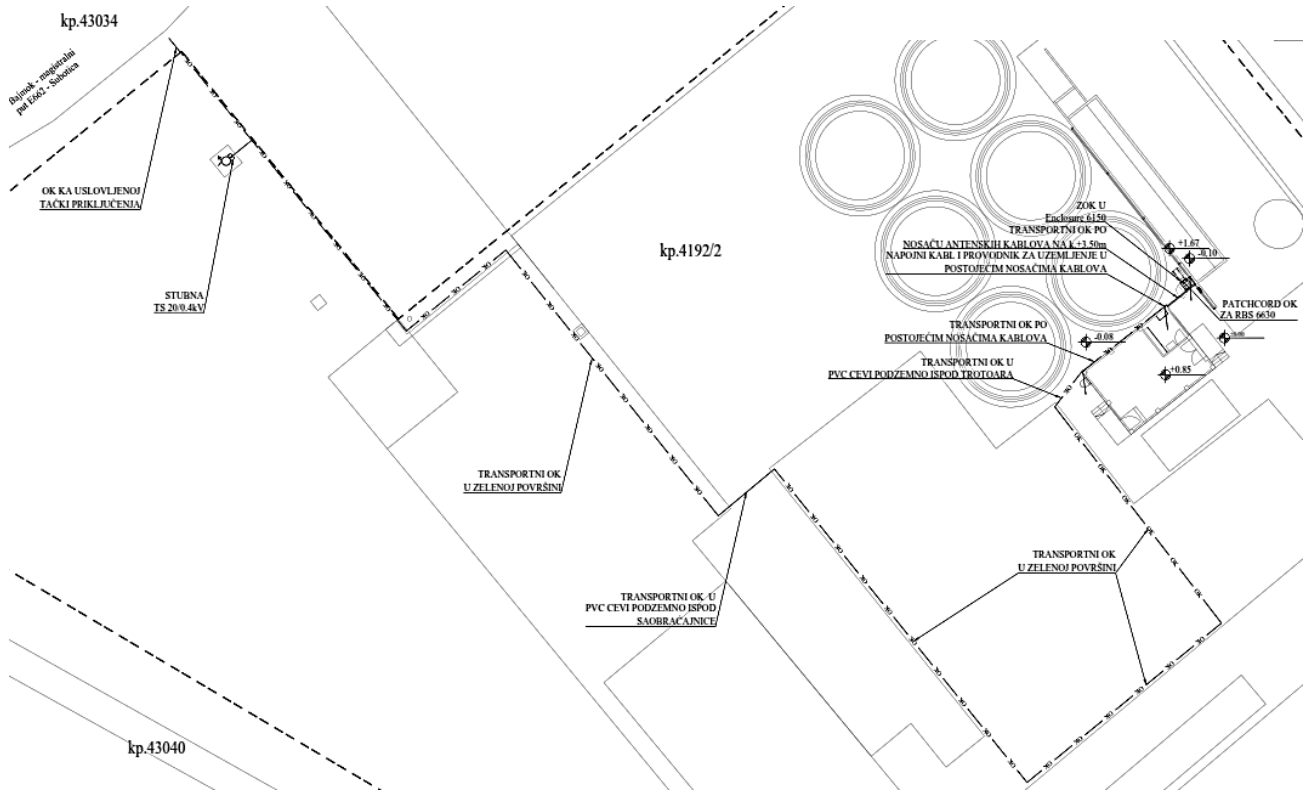 kp.43034
Bajmok - magistralni
put E662 - Subotica
OK KA USLOVLJENOJ
TAČKI PRIKLJUČENJA
STUBNA
TS 20/0.4kV
kp.4192/2
ZOK U
Enclosure 6150
TRANSPORTNI OK PO
NOSAČU ANTENSKIH KABLOVA NA k.+3.50m
NAPOJNI KABL I PROVODNIK ZA UZEMLJENJE U
POSTOJEĆIM NOSAČIMA KABLOVA
+1.67
-0.10
PATCHCORD OK
ZA RBS 6630
TRANSPORTNI OK PO
POSTOJEĆIM NOSAČIMA KABLOVA
-0.08
TRANSPORTNI OK U
PVC CEVI PODZEMNO ISPOD TROTOARA
+0.85
TRANSPORTNI OK
U ZELENOJ POVRŠINI
TRANSPORTNI OK
U ZELENOJ POVRŠINI
TRANSPORTNI OK U
PVC CEVI PODZEMNO ISPOD
SAOBRAĆAJNICE
kp.43040